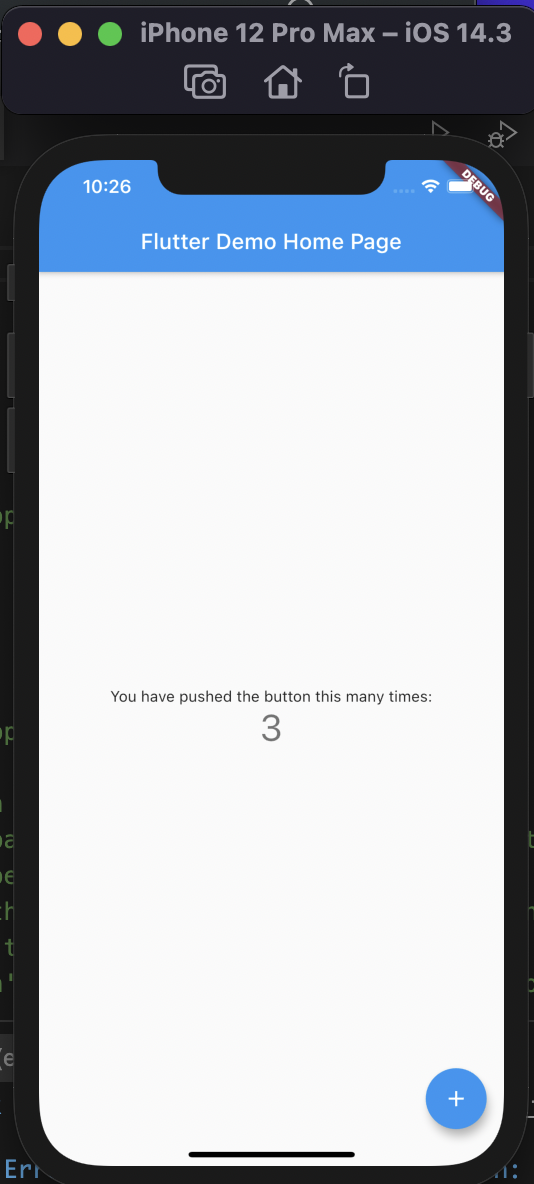 iPhone 12 Pro Max – iOS 14.3
10:26
DEBUG
Flutter Demo Home Page
You have pushed the button this many times:
3
+